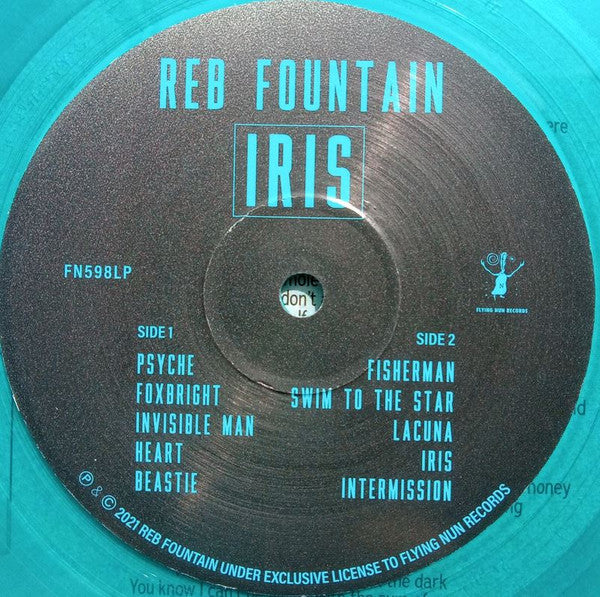 REB FOUNTAIN
IRIS
FN598LP
FLYING NUN RECORDS
SIDE 1
PSYCHE
FOXBRIGHT
INVISIBLE MAN
HEART
BEASTIE
SIDE 2
FISHERMAN
SWIM TO THE STAR
LACUNA
IRIS
INTERMISSION
℗ & © 2021 REB FOUNTAIN UNDER EXCLUSIVE LICENSE TO FLYING NUN RECORDS
don't
money
the dark
You know I can